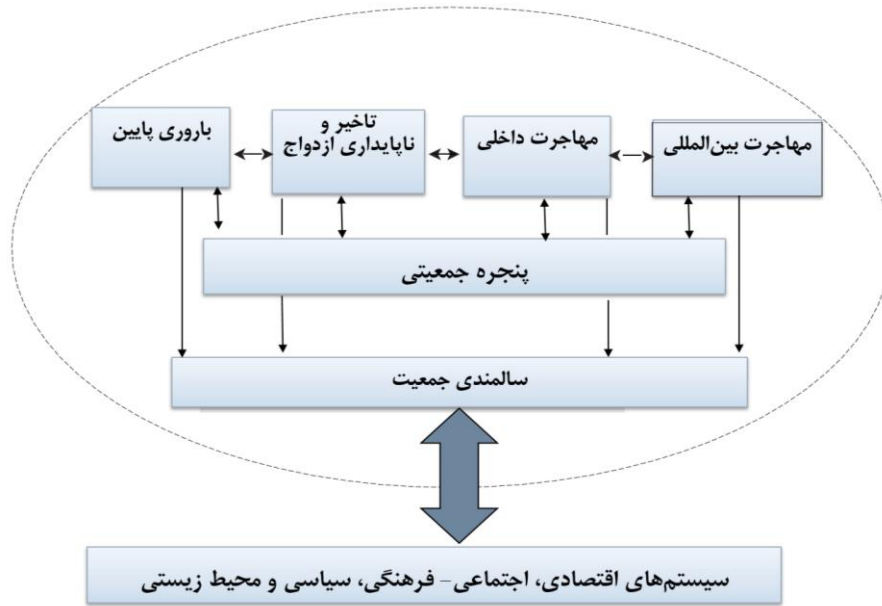 مهاجرت بین‌المللی
مهاجرت داخلی
تاخیر و
ناپایداری ازدواج
باروری پایین
پنجره جمعیتی
سالمندی جمعیت
سیستم‌های اقتصادی، اجتماعی- فرهنگی، سیاسی و محیط زیستی